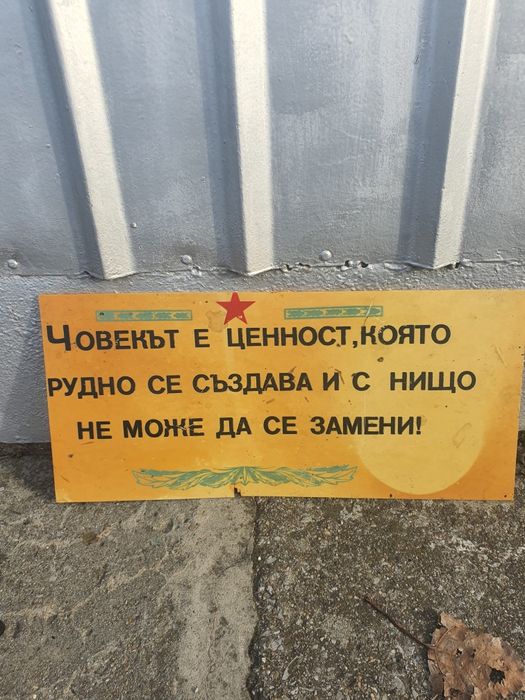 Човекът е ценност,която
рудно се създава и с нищо
не може да се замени!